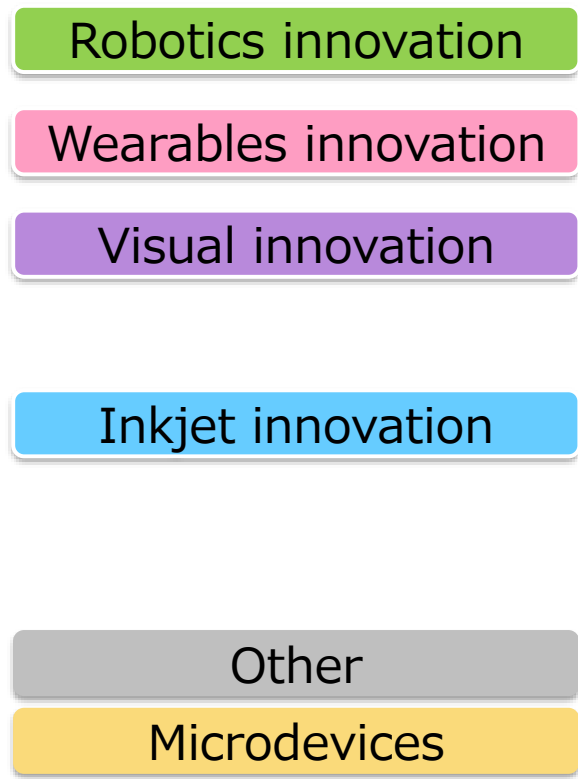 Robotics innovation
Wearables innovation
Visual innovation
Inkjet innovation
Other
Microdevices